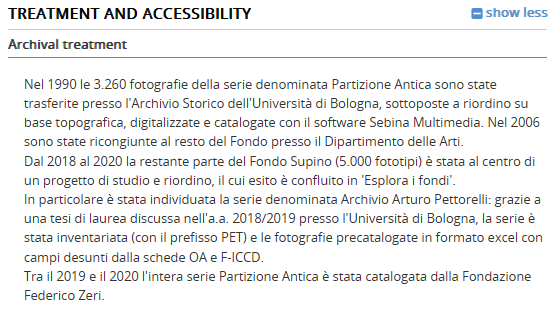 TREATMENT AND ACCESSIBILITY
show less
Archival treatment
Nel 1990 le 3.260 fotografie della serie denominata Partizione Antica sono state
trasferite presso l'Archivio Storico dell'Università di Bologna, sottoposte a riordino su
base topografica, digitalizzate e catalogate con il software Sebina Multimedia. Nel 2006
sono state ricongiunte al resto del Fondo presso il Dipartimento delle Arti.
Dal 2018 al 2020 la restante parte del Fondo Supino (5.000 fototipi) è stata al centro di
un progetto di studio e riordino, il cui esito è confluito in 'Esplora i fondi'.
In particolare è stata individuata la serie denominata Archivio Arturo Pettorelli: grazie a
una tesi di laurea discussa nell'a.a. 2018/2019 presso l'Università di Bologna, la serie è
stata inventariata (con il prefisso PET) e le fotografie precatalogate in formato excel con
campi desunti dalla schede OA e F-ICCD.
Tra il 2019 e il 2020 l'intera serie Partizione Antica è stata catalogata dalla Fondazione
Federico Zeri.